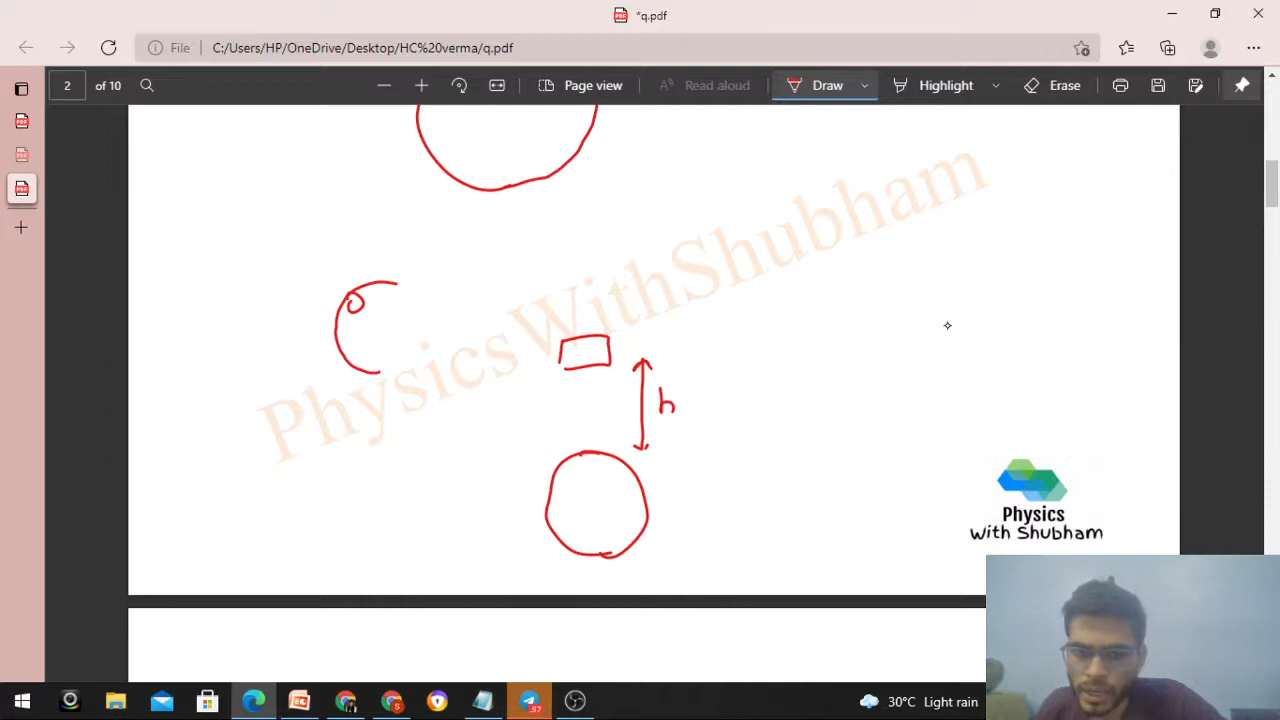 *q.pdf
File C:/Users/HP/OneDrive/Desktop/HC%20verma/q.pdf
2 of 10 Page view Read aloud Draw Highlight Erase
PhysicsWithShubham
h
Physics
With Shubham
30°C Light rain